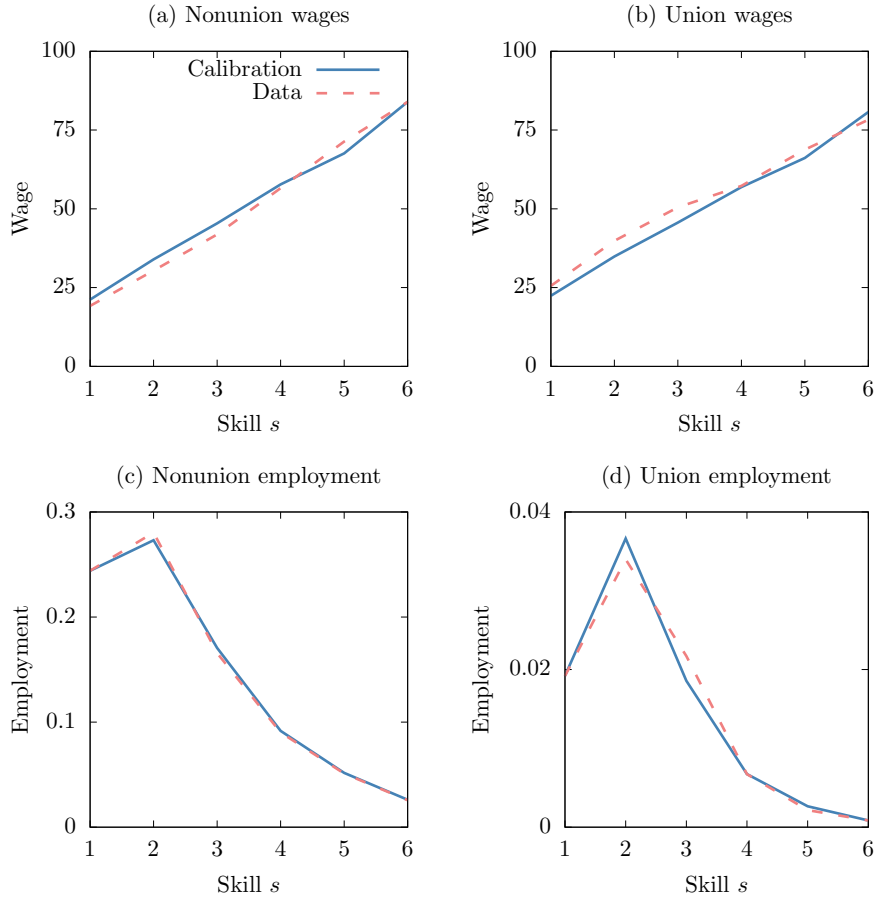 (a) Nonunion wages
100
75
50
25
0
Wage
Calibration
Data
1 2 3 4 5 6
Skill s
(b) Union wages
100
75
50
25
0
Wage
1 2 3 4 5 6
Skill s
(c) Nonunion employment
0.3
0.2
0.1
0
Employment
1 2 3 4 5 6
Skill s
(d) Union employment
0.04
0.02
0
Employment
1 2 3 4 5 6
Skill s